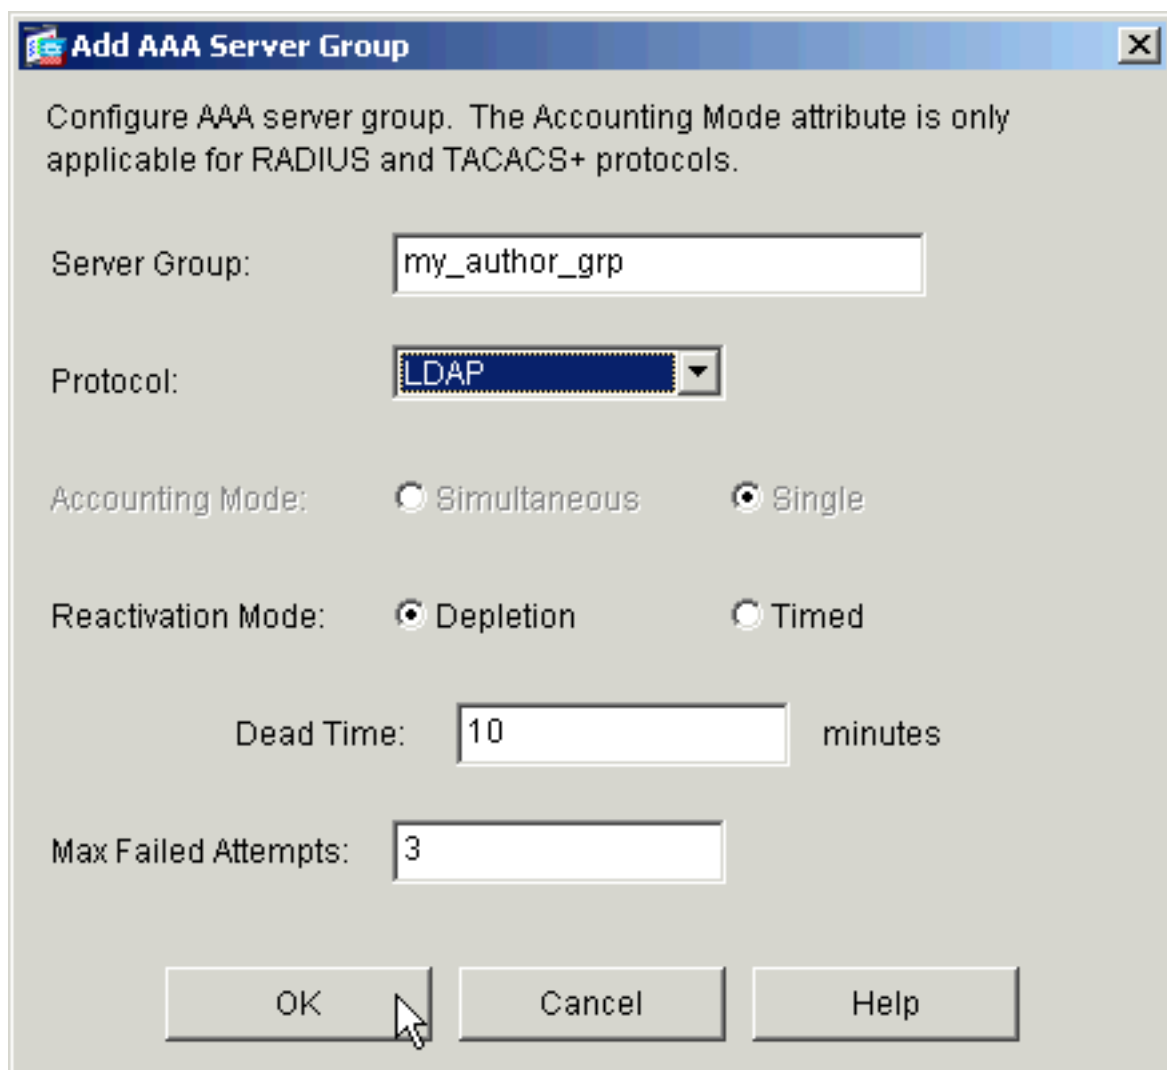 Add AAA Server Group
Configure AAA server group. The Accounting Mode attribute is only
applicable for RADIUS and TACACS+ protocols.
Server Group: my_author_grp
Protocol: LDAP
Accounting Mode: Simultaneous Single
Reactivation Mode: Depletion Timed
Dead Time: 10 minutes
Max Failed Attempts: 3
OK Cancel Help